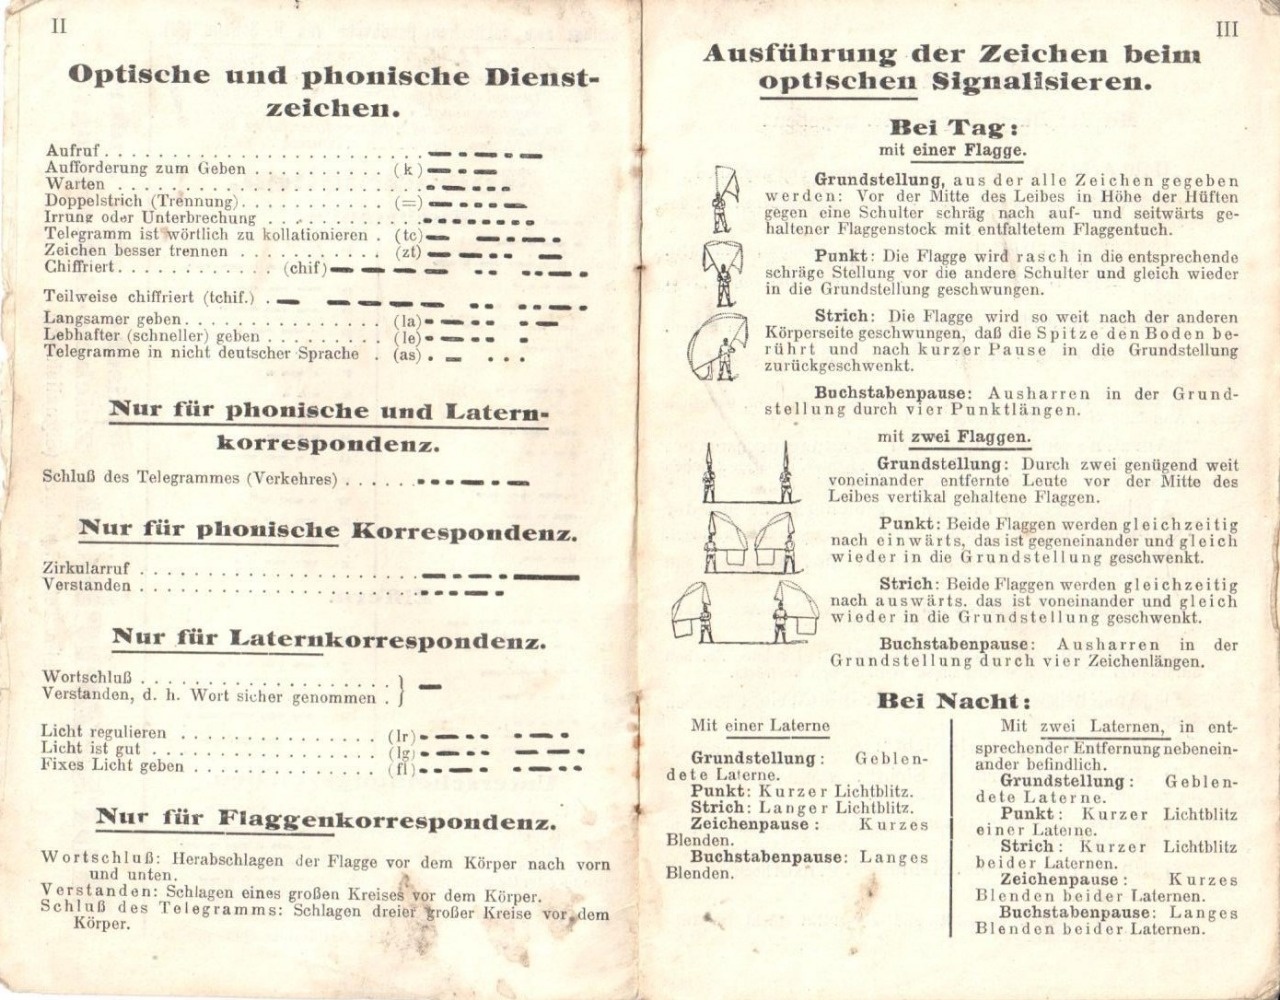 II
Optische und phonische Dienst-
zeichen.
Aufruf
Aufforderung zum Geben (k)
Warten
Doppelstrich (Trennung) (=)
Irrung oder Unterbrechung
Telegramm ist wörtlich zu kollationieren (tc)
Zeichen besser trennen (zt)
Chiffriert (chif)
Teilweise chiffriert (tchif.)
Langsamer geben (la)
Lebhafter (schneller) geben (le)
Telegramme in nicht deutscher Sprache (as)
Nur für phonische und Latern-
korrespondenz.
Schluß des Telegrammes (Verkehres)
Nur für phonische Korrespondenz.
Zirkularruf
Verstanden
Nur für Laternkorrespondenz.
Wortschluß
Verstanden, d. h. Wort sicher genommen
Licht regulieren (lr)
Licht ist gut (lg)
Fixes Licht geben (fl)
Nur für Flaggenkorrespondenz.
Wortschluß: Herabschlagen der Flagge vor dem Körper nach vorn
und unten.
Verstanden: Schlagen eines großen Kreises vor dem Körper.
Schluß des Telegramms: Schlagen dreier großer Kreise vor dem
Körper.
III
Ausführung der Zeichen beim
optischen Signalisieren.
Bei Tag:
mit einer Flagge.
Grundstellung, aus der alle Zeichen gegeben
werden: Vor der Mitte des Leibes in Höhe der Hüften
gegen eine Schulter schräg nach auf- und seitwärts ge-
haltener Flaggenstock mit entfaltetem Flaggentuch.
Punkt: Die Flagge wird rasch in die entsprechende
schräge Stellung vor die andere Schulter und gleich wieder
in die Grundstellung geschwungen.
Strich: Die Flagge wird so weit nach der anderen
Körperseite geschwungen, daß die Spitze den Boden be-
rührt und nach kurzer Pause in die Grundstellung
zurückgeschwenkt.
Buchstabenpause: Ausharren in der Grund-
stellung durch vier Punktlängen.
mit zwei Flaggen.
Grundstellung: Durch zwei genügend weit
voneinander entfernte Leute vor der Mitte des
Leibes vertikal gehaltene Flaggen.
Punkt: Beide Flaggen werden gleichzeitig
nach einwärts, das ist gegeneinander und gleich
wieder in die Grundstellung geschwenkt.
Strich: Beide Flaggen werden gleichzeitig
nach auswärts. das ist voneinander und gleich
wieder in die Grundstellung geschwenkt.
Buchstabenpause: Ausharren in der
Grundstellung durch vier Zeichenlängen.
Bei Nacht:
Mit einer Laterne
Grundstellung: Geblen-
dete Laterne.
Punkt: Kurzer Lichtblitz.
Strich: Langer Lichtblitz.
Zeichenpause: Kurzes
Blenden.
Buchstabenpause: Langes
Blenden.
Mit zwei Laternen, in ent-
sprechender Entfernung nebenein-
ander befindlich.
Grundstellung: Geblen-
dete Laterne.
Punkt: Kurzer Lichtblitz
einer Laterne.
Strich: Kurzer Lichtblitz
beider Laternen.
Zeichenpause: Kurzes
Blenden beider Laternen.
Buchstabenpause: Langes
Blenden beider Laternen.